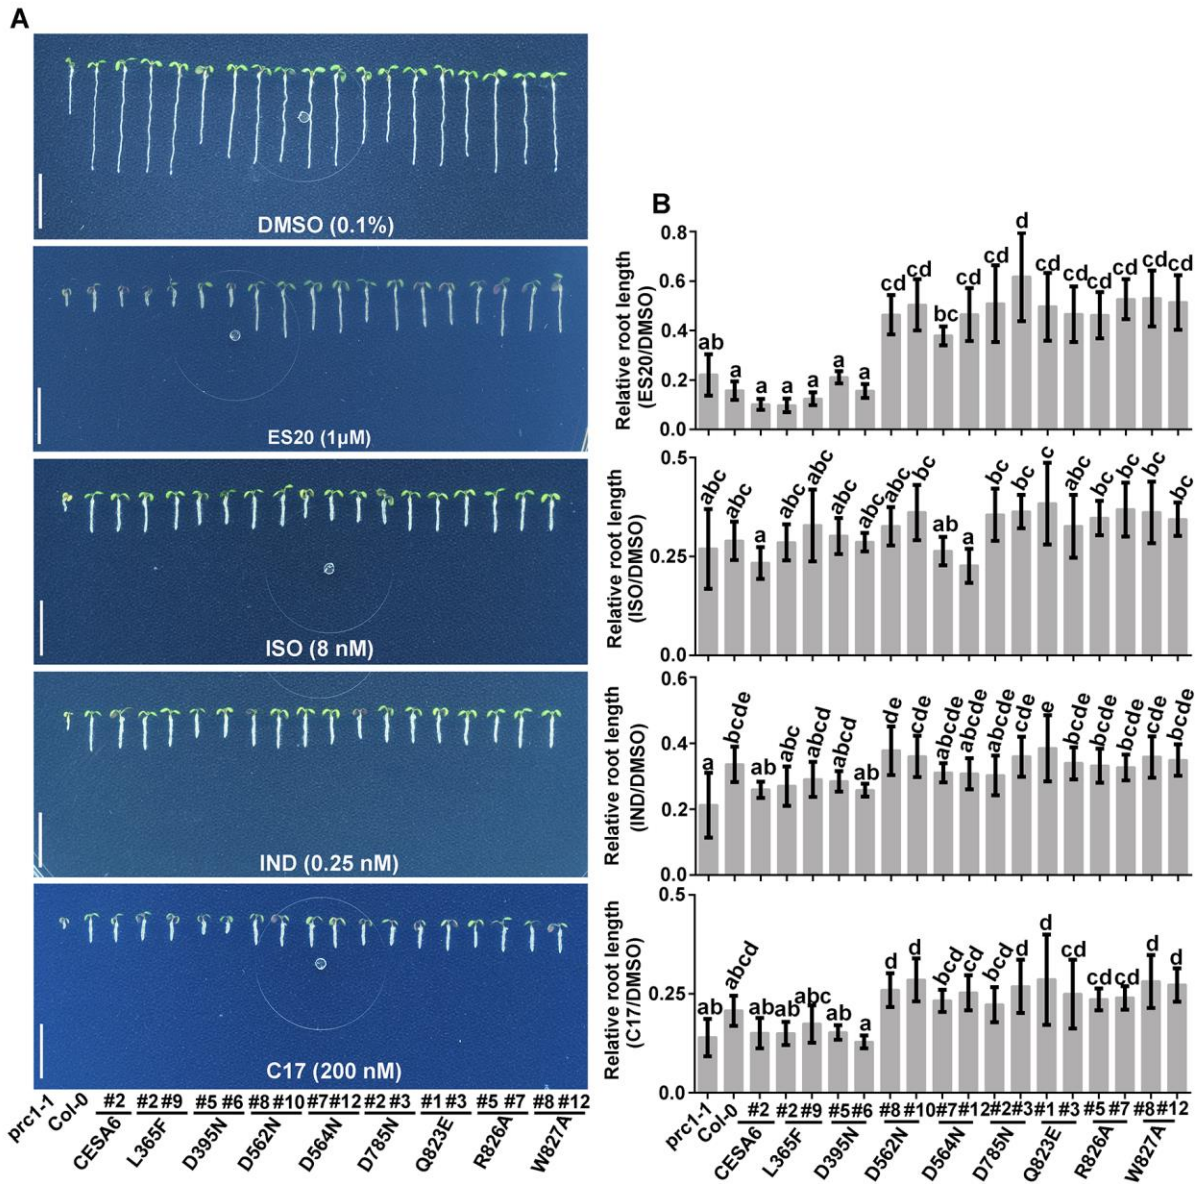 A
DMSO (0.1%)
ES20 (1µM)
ISO (8 nM)
IND (0.25 nM)
C17 (200 nM)
prc1-1 Col-0 #2 #2 #9 #5 #6 #8 #10 #7 #12 #2 #3 #1 #3 #5 #7 #8 #12
CESA6 L365F D395N D562N D564N D785N Q823E R826A W827A
B
Relative root length
(ES20/DMSO)
0.8
0.6
0.4
0.2
0.0
ab a a a a a a cd cd bc cd cd d cd cd cd cd cd cd
Relative root length
(ISO/DMSO)
0.5
0.25
0.0
abc abc a abc abc abc abc abc bc ab a bc bc c abc bc bc bc abc
Relative root length
(IND/DMSO)
0.6
0.4
0.2
0.0
a bcde ab abc abcd abcd ab de cde abcde abcde abcde cde e bcde bcde bcde cde bcde
Relative root length
(C17/DMSO)
0.5
0.25
0.0
ab abcd ab ab abc ab a d d bcd cd bcd d d cd cd cd d d
prc1-1 Col-0 #2 #2 #9 #5 #6 #8 #10 #7 #12 #2 #3 #1 #3 #5 #7 #8 #12
CESA6 L365F D395N D562N D564N D785N Q823E R826A W827A